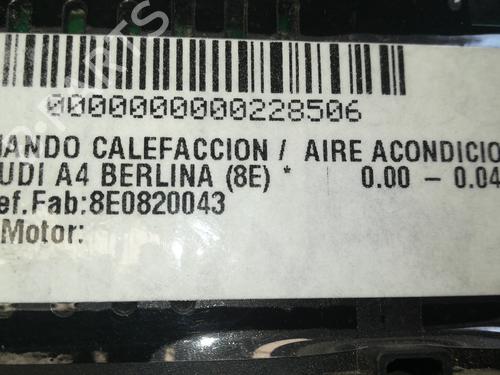 0000000000228506
MANDO CALEFACCION / AIRE ACONDICIO
UDI A4 BERLINA (8E) * 0.00 - 0.04
ef.Fab:8E0820043
Motor: